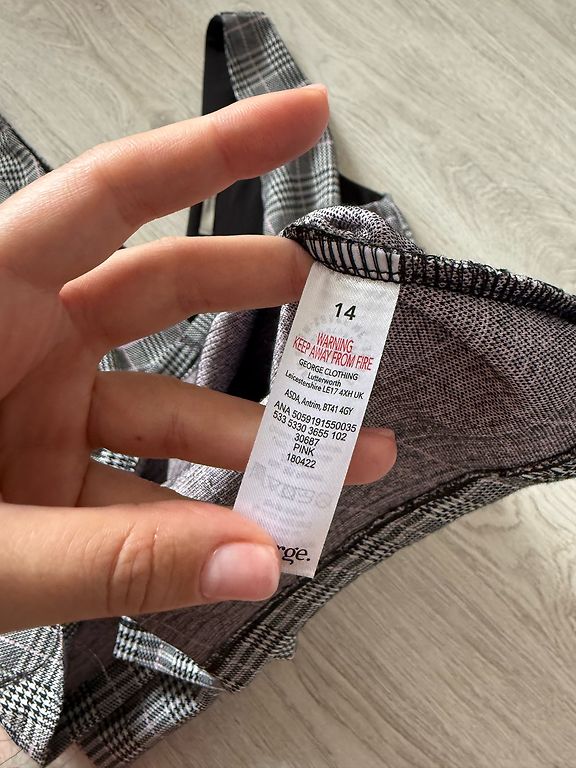 14
WARNING
KEEP AWAY FROM FIRE
GEORGE CLOTHING
Lutterworth
Leicestershire LE17 4XH UK
ASDA, Antrim, BT41 4GY
ANA 5059191550035
533 5330 3655 102
30687
PINK
180422
rge.